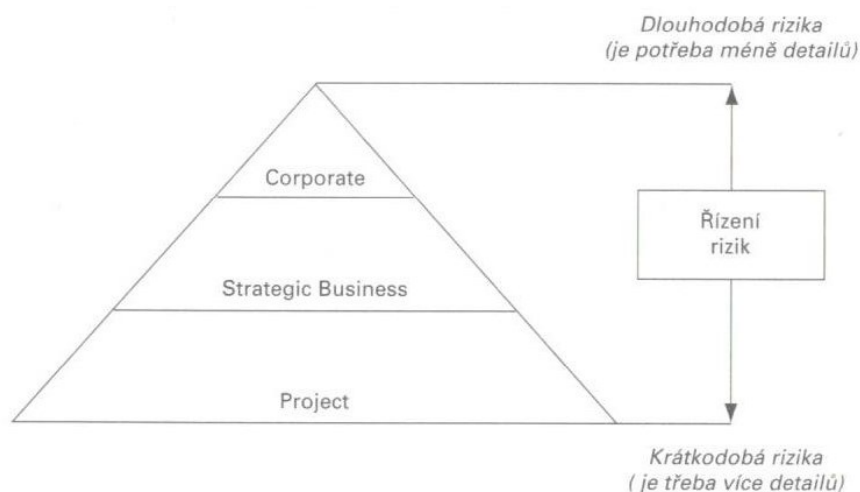 Dlouhodobá rizika
(je potřeba méně detailů)
Corporate
Řízení
rizik
Strategic Business
Project
Krátkodobá rizika
( je třeba více detailů)